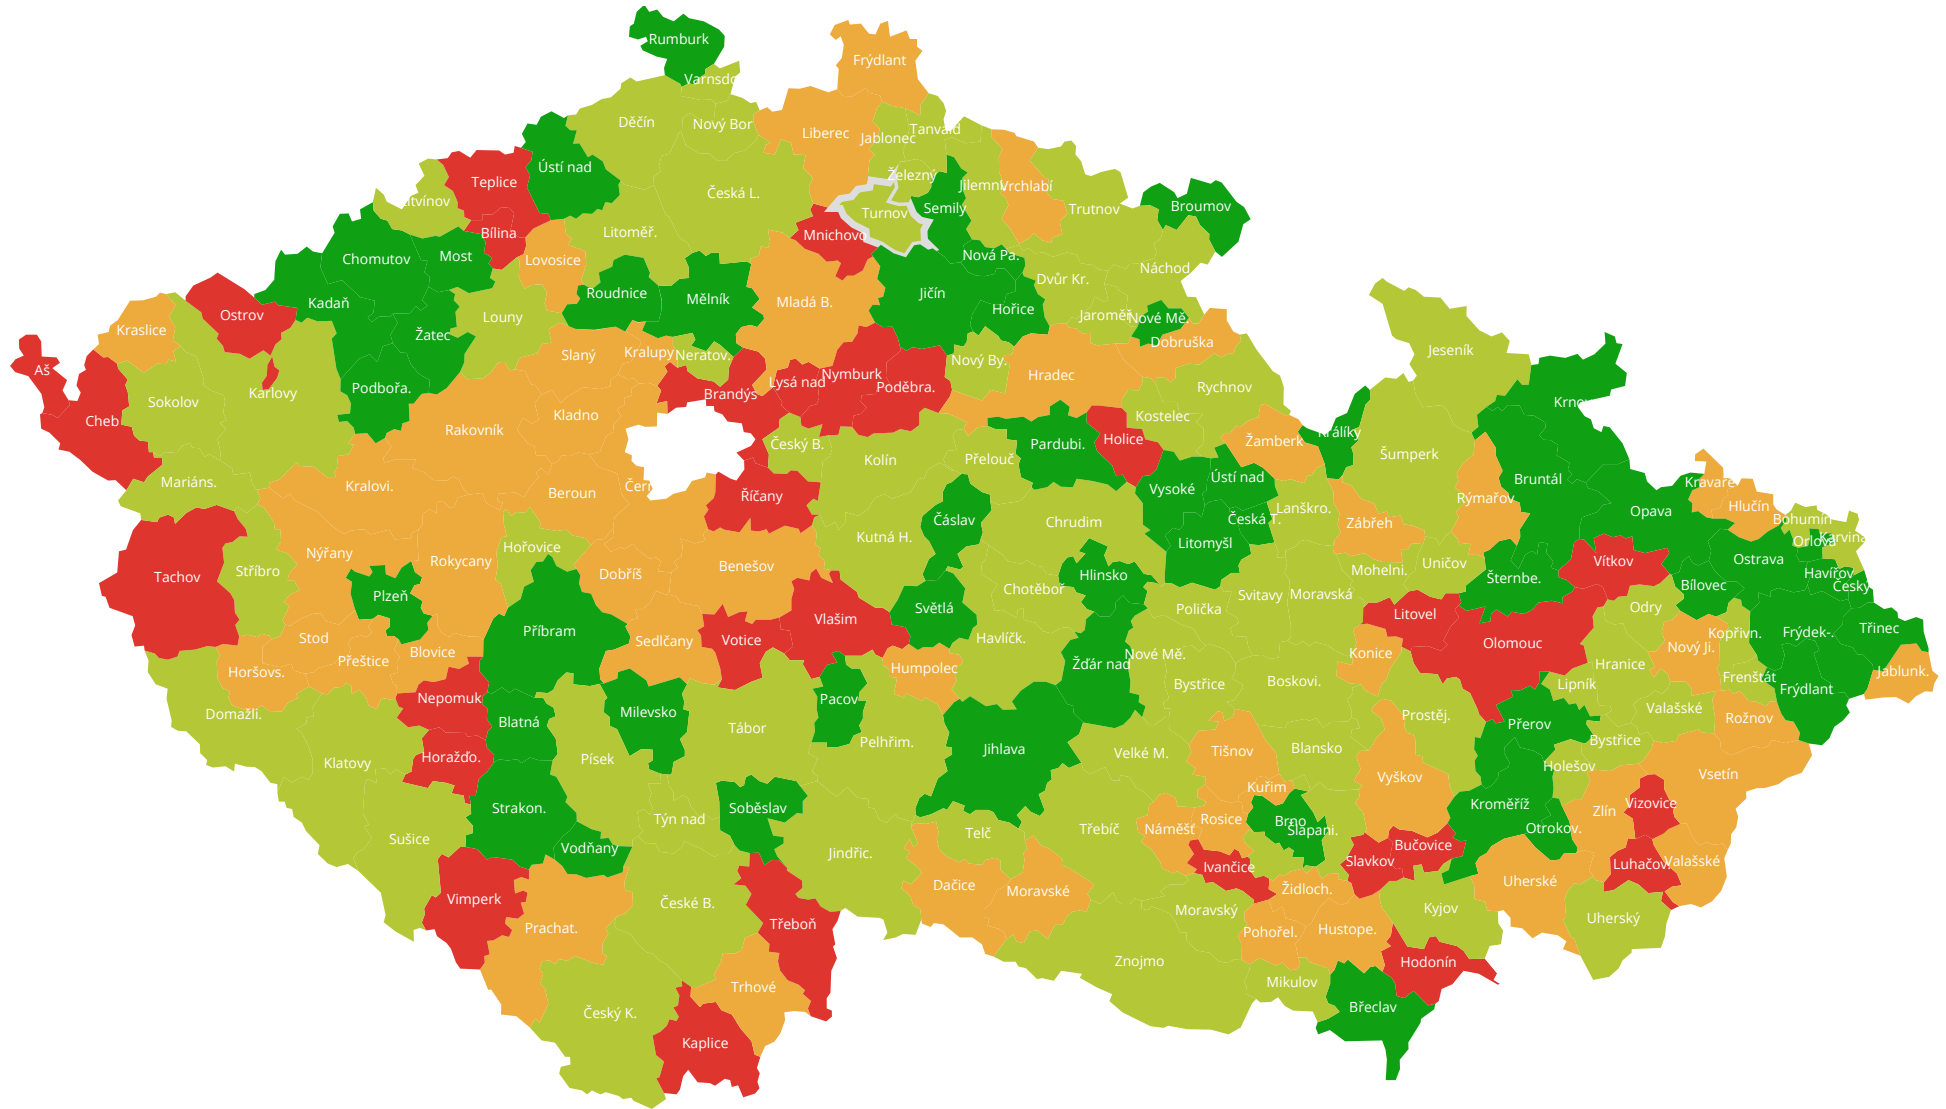 Rumburk
Frýdlant
Varnsdo
Děčín
Nový Bor
Liberec
Jablonec
Tanvald
Ústí nad
Teplice
Železný
Česká L.
Jilemni
Vrchlabí
Trutnov
Broumov
itvínov
Turnov
Semily
Bílina
Litoměř.
Mnichovo
Lovosice
Chomutov
Most
Nová Pa.
Náchod
Dvůr Kr.
Kadaň
Roudnice
Mělník
Mladá B.
Jičín
Hořice
Jaroměř
Nové Mě.
Ostrov
Louny
Kraslice
Žatec
Dobruška
Slaný
Kralupy
Neratov.
Nový By.
Jeseník
Aš
Sokolov
Karlovy
Podbořa.
Brandýs
Lysá nad
Nymburk
Poděbra.
Hradec
Rychnov
Krnov
Cheb
Rakovník
Kladno
Kostelec
Králíky
Český B.
Kolín
Přelouč
Pardubi.
Holice
Žamberk
Šumperk
Mariáns.
Kralovi.
Beroun
Čern
Říčany
Vysoké
Ústí nad
Bruntál
Kravaře
Rýmařov
Lanškro.
Hlučín
Opava
Čáslav
Chrudim
Česká T.
Zábřeh
Bohumín
Kutná H.
Litomyšl
Orlová
Karviná
Nýřany
Rokycany
Hořovice
Stříbro
Tachov
Dobříš
Benešov
Hlinsko
Mohelni.
Uničov
Šternbe.
Vítkov
Ostrava
Havířov
Bílovec
Český
Plzeň
Chotěboř
Světlá
Polička
Svitavy
Moravská
Litovel
Odry
Příbram
Vlašim
Stod
Votice
Sedlčany
Havlíčk.
Olomouc
Kopřivn.
Frýdek-.
Třinec
Přeštice
Blovice
Horšovs.
Humpolec
Žďár nad
Nové Mě.
Konice
Hranice
Nový Ji.
Jablunk.
Nepomuk
Bystřice
Boskovi.
Lipník
Frenštát
Frýdlant
Domažli.
Blatná
Milevsko
Pacov
Prostěj.
Přerov
Valašské
Rožnov
Klatovy
Horažďo.
Písek
Tábor
Pelhřim.
Jihlava
Velké M.
Tišnov
Blansko
Bystřice
Holešov
Vyškov
Vsetín
Kuřim
Strakon.
Soběslav
Týn nad
Kroměříž
Zlín
Vizovice
Sušice
Vodňany
Telč
Třebíč
Náměšť
Rosice
Brno
Šlapani.
Otrokov.
Jindřic.
Ivančice
Slavkov
Bučovice
Luhačov.
Valašské
Vimperk
České B.
Dačice
Moravské
Židloch.
Uherské
Třeboň
Moravský
Kyjov
Uherský
Prachat.
Pohořel.
Hustope.
Znojmo
Hodonín
Trhové
Mikulov
Český K.
Břeclav
Kaplice